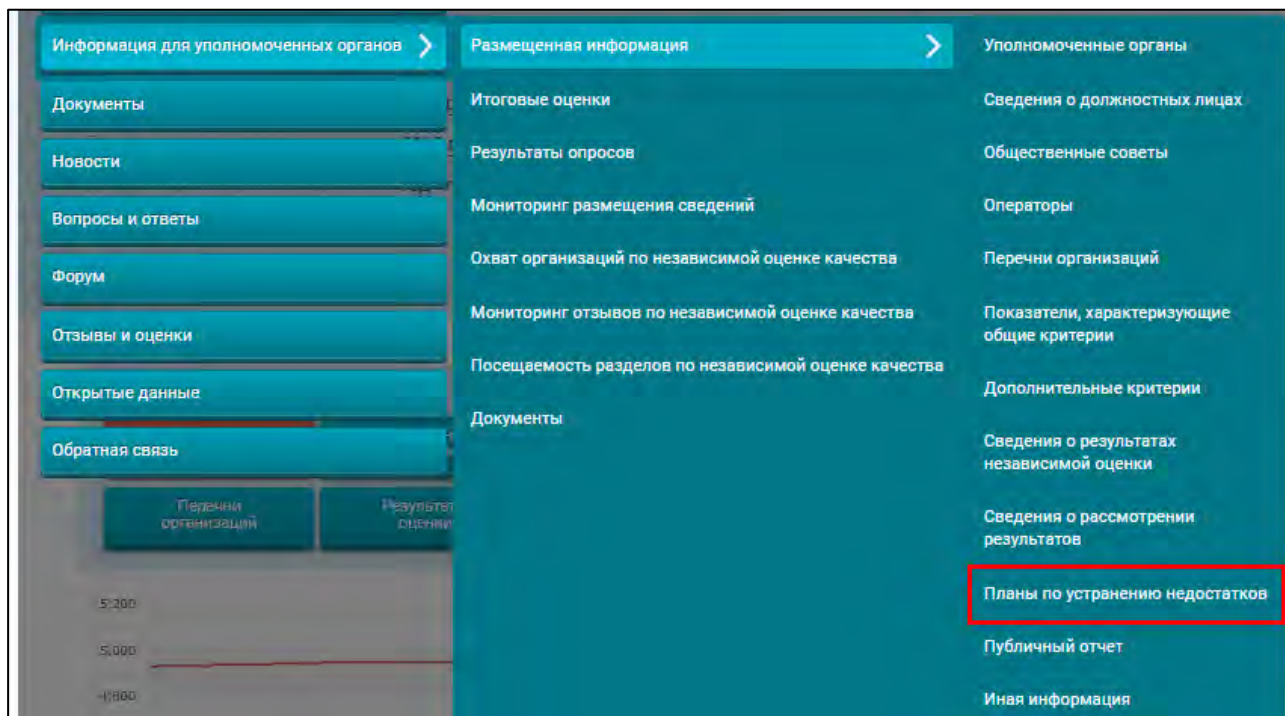 Информация для уполномоченных органов
Документы
Новости
Вопросы и ответы
Форум
Отзывы и оценки
Открытые данные
Обратная связь
Перечни
организаций
5,200
5,000
Размещенная информация
Итоговые оценки
Результаты опросов
Мониторинг размещения сведений
Охват организаций по независимой оценке качества
Мониторинг отзывов по независимой оценке качества
Посещаемость разделов по независимой оценке качества
Документы
Уполномоченные органы
Сведения о должностных лицах
Общественные советы
Операторы
Перечни организаций
Показатели, характеризующие
общие критерии
Дополнительные критерии
Сведения о результатах
независимой оценки
Сведения о рассмотрении
результатов
Планы по устранению недостатков
Публичный отчет
Иная информация